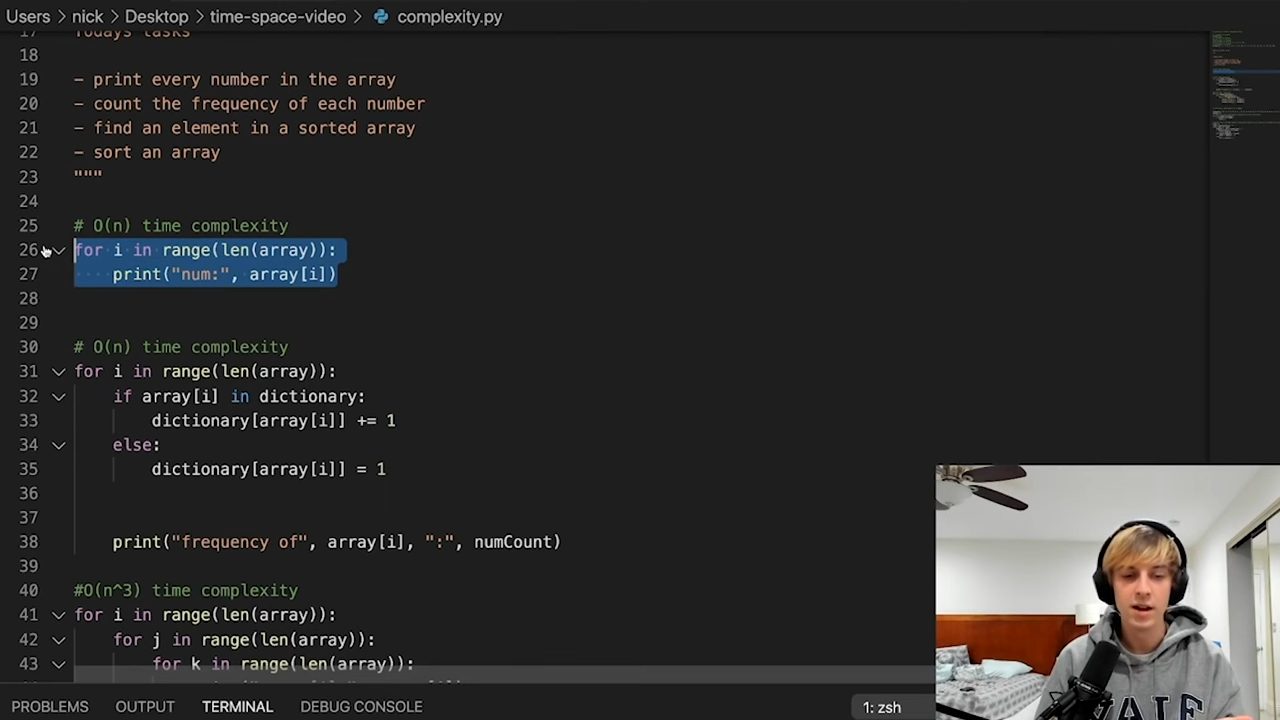 Users > nick > Desktop > time-space-video > complexity.py
17 Todays tasks
18
19 - print every number in the array
20 - count the frequency of each number
21 - find an element in a sorted array
22 - sort an array
23 """
24
25 # O(n) time complexity
26 for i in range(len(array)):
27 print("num:", array[i])
28
29
30 # O(n) time complexity
31 for i in range(len(array)):
32 if array[i] in dictionary:
33 dictionary[array[i]] += 1
34 else:
35 dictionary[array[i]] = 1
36
37
38 print("frequency of", array[i], ":", numCount)
39
40 #O(n^3) time complexity
41 for i in range(len(array)):
42 for j in range(len(array)):
43 for k in range(len(array)):
PROBLEMS OUTPUT TERMINAL DEBUG CONSOLE 1: zsh